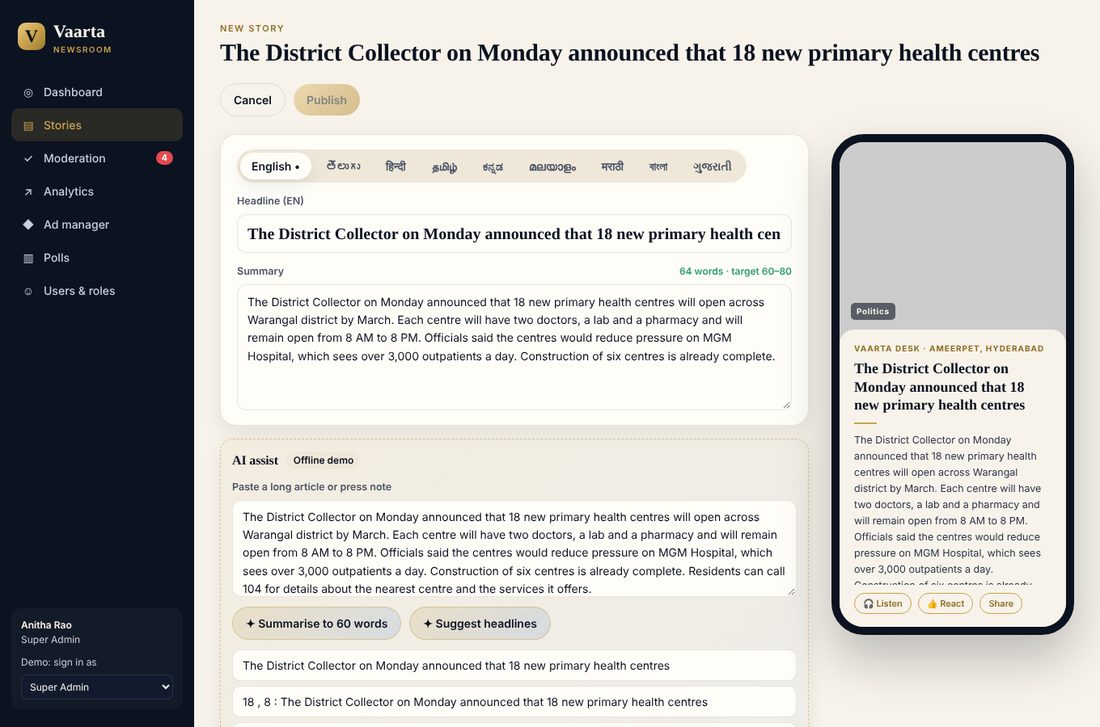 V
Vaarta
NEWSROOM
Dashboard
Stories
Moderation
4
Analytics
Ad manager
Polls
Users & roles
Anitha Rao
Super Admin
Demo: sign in as
Super Admin
NEW STORY
The District Collector on Monday announced that 18 new primary health centres
Cancel
Publish
English •
తెలుగు
हिन्दी
தமிழ்
ಕನ್ನಡ
മലയാളം
मराठी
বাংলা
ગુજરાતી
Headline (EN)
The District Collector on Monday announced that 18 new primary health cen
Summary
64 words · target 60–80
The District Collector on Monday announced that 18 new primary health centres will open across
Warangal district by March. Each centre will have two doctors, a lab and a pharmacy and will
remain open from 8 AM to 8 PM. Officials said the centres would reduce pressure on MGM
Hospital, which sees over 3,000 outpatients a day. Construction of six centres is already complete.
AI assist
Offline demo
Paste a long article or press note
The District Collector on Monday announced that 18 new primary health centres will open across
Warangal district by March. Each centre will have two doctors, a lab and a pharmacy and will remain
open from 8 AM to 8 PM. Officials said the centres would reduce pressure on MGM Hospital, which
sees over 3,000 outpatients a day. Construction of six centres is already complete. Residents can call
104 for details about the nearest centre and the services it offers.
✦ Summarise to 60 words
✦ Suggest headlines
The District Collector on Monday announced that 18 new primary health centres
18 , 8 : The District Collector on Monday announced that 18 new primary health centres
Politics
VAARTA DESK · AMEERPET, HYDERABAD
The District Collector on
Monday announced that 18
new primary health centres
The District Collector on Monday
announced that 18 new primary health
centres will open across Warangal
district by March. Each centre will have
two doctors, a lab and a pharmacy and
will remain open from 8 AM to 8 PM.
Officials said the centres would reduce
pressure on MGM Hospital, which sees
over 3,000 outpatients a day.
Construction of six centres is already
🎧 Listen
👍 React
Share